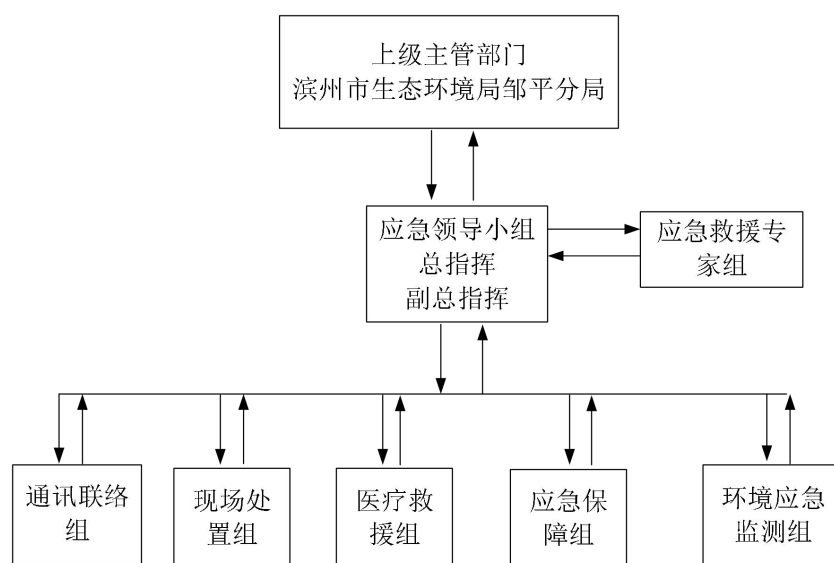 上级主管部门
滨州市生态环境局邹平分局
应急领导小组
总指挥
副总指挥
应急救援专
家组
通讯联络
组
现场处
置组
医疗救
援组
应急保
障组
环境应急
监测组